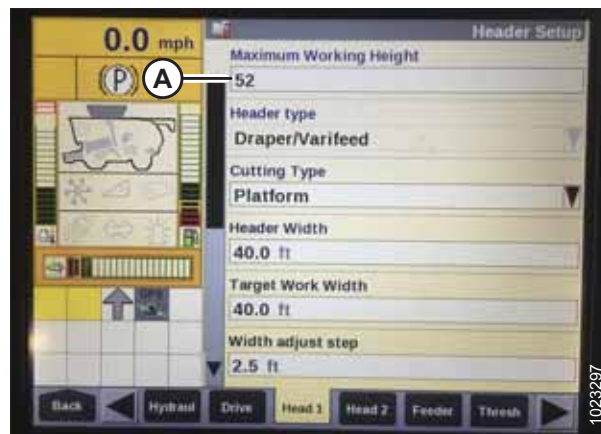 0.0 mph
Header Setup
(P)
A
Maximum Working Height
52
Header type
Draper/Varifeed
Cutting Type
Platform
Header Width
40.0 ft
Target Work Width
40.0 ft
Width adjust step
2.5 ft
Back
Hydraul
Drive
Head 1
Head 2
Feeder
Thresh
1023297